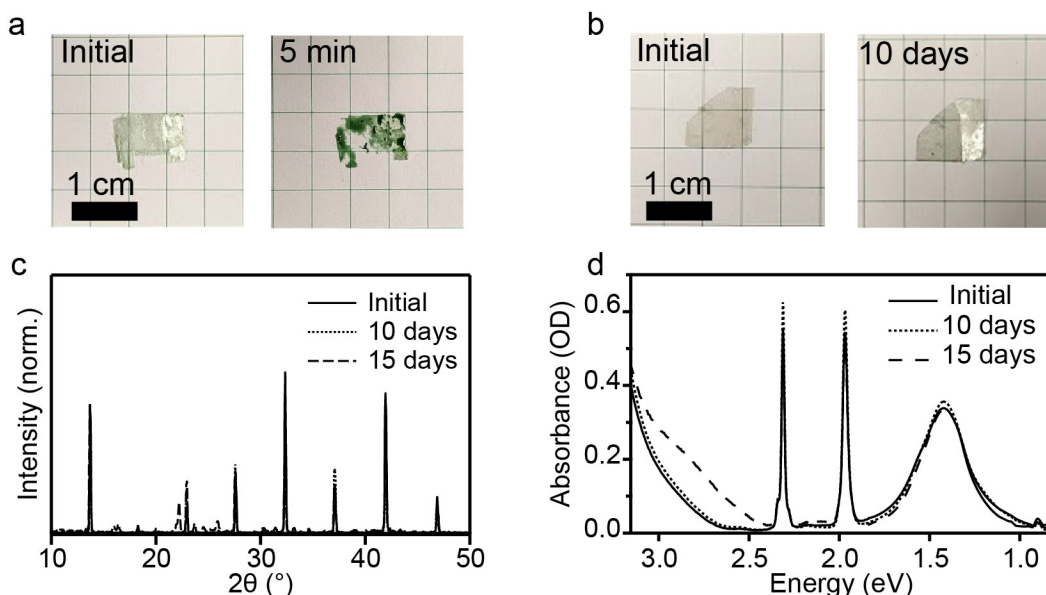 a
Initial
5 min
1 cm
b
Initial
10 days
1 cm
c
Initial
10 days
15 days
Intensity (norm.)
10
20
30
40
50
2θ (°)
d
Initial
10 days
15 days
Absorbance (OD)
0.6
0.4
0.2
0.0
3.0
2.5
2.0
1.5
1.0
Energy (eV)